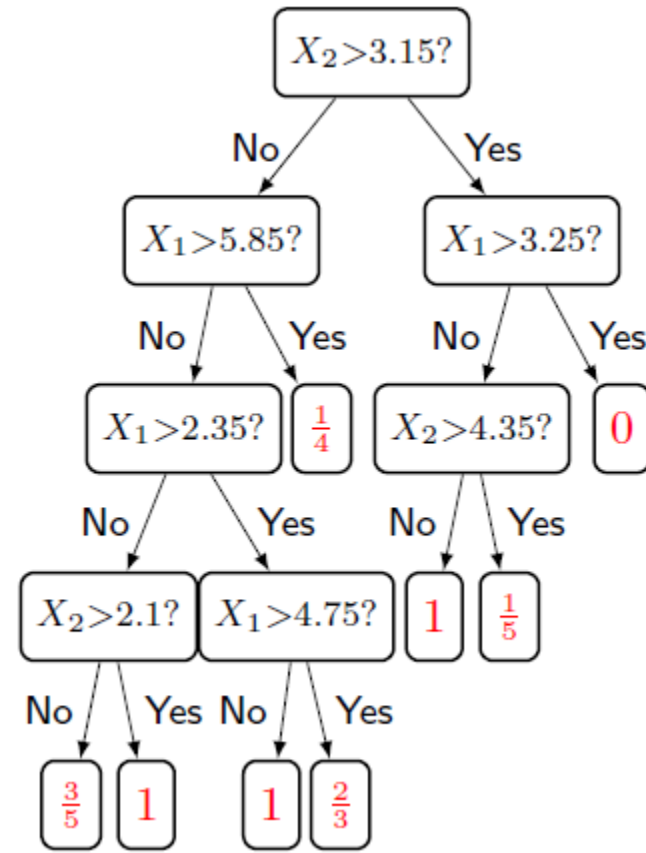 X₂>3.15?
No Yes
X₁>5.85? X₁>3.25?
No Yes No Yes
X₁>2.35? 1/4 X₂>4.35? 0
No Yes No Yes
X₂>2.1? X₁>4.75? 1 1/5
No Yes No Yes
3/5 1 1 2/3